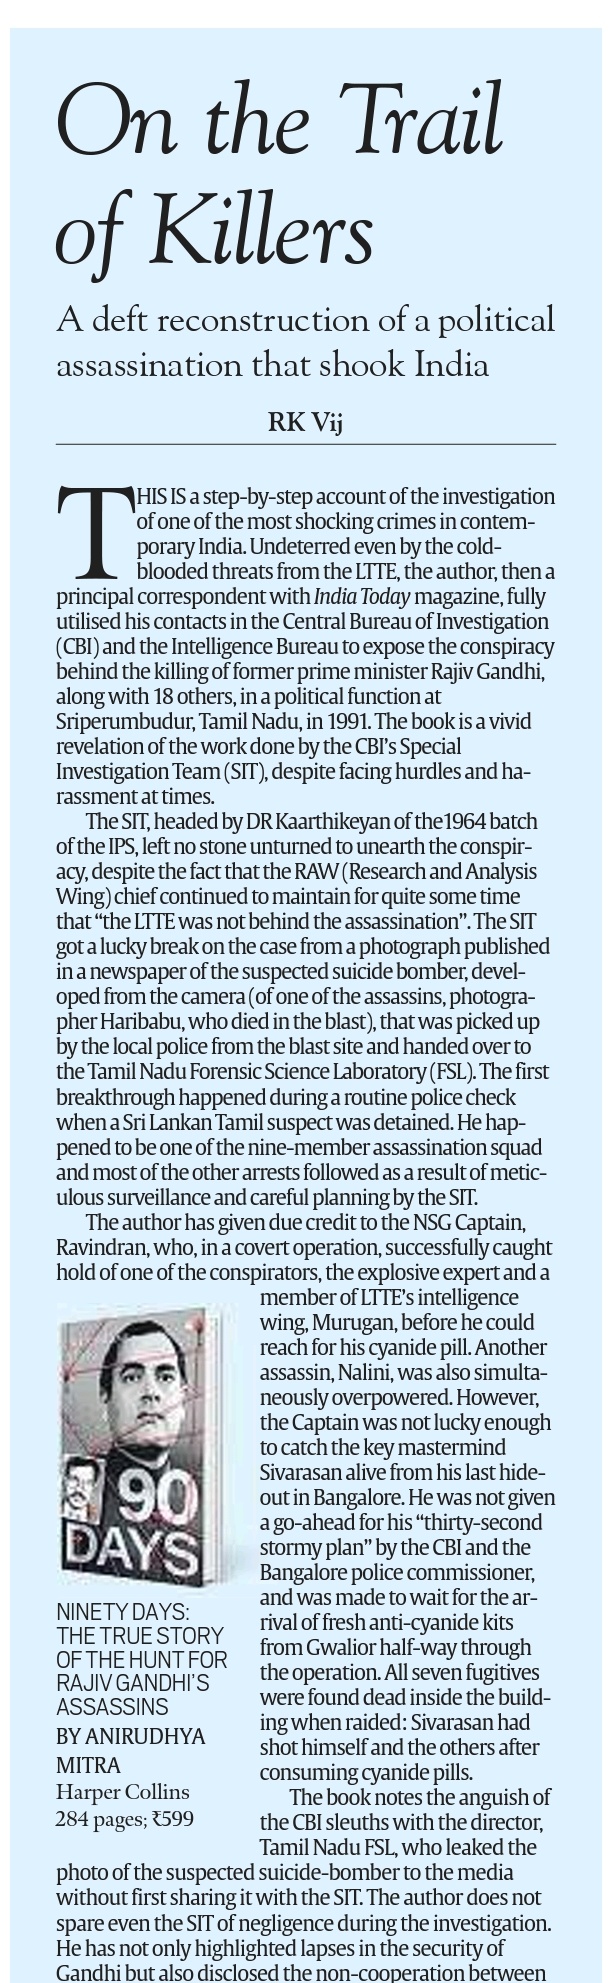 On the Trail
of Killers
A deft reconstruction of a political
assassination that shook India
RK Vij
THIS IS a step-by-step account of the investigation
of one of the most shocking crimes in contem-
porary India. Undeterred even by the cold-
blooded threats from the LTTE, the author, then a
principal correspondent with India Today magazine, fully
utilised his contacts in the Central Bureau of Investigation
(CBI) and the Intelligence Bureau to expose the conspiracy
behind the killing of former prime minister Rajiv Gandhi,
along with 18 others, in a political function at
Sriperumbudur, Tamil Nadu, in 1991. The book is a vivid
revelation of the work done by the CBI's Special
Investigation Team (SIT), despite facing hurdles and ha-
rassment at times.
The SIT, headed by DR Kaarthikeyan of the1964 batch
of the IPS, left no stone unturned to unearth the conspir-
acy, despite the fact that the RAW (Research and Analysis
Wing) chief continued to maintain for quite some time
that “the LTTE was not behind the assassination”. The SIT
got a lucky break on the case from a photograph published
in a newspaper of the suspected suicide bomber, devel-
oped from the camera (of one of the assassins, photogra-
pher Haribabu, who died in the blast), that was picked up
by the local police from the blast site and handed over to
the Tamil Nadu Forensic Science Laboratory (FSL). The first
breakthrough happened during a routine police check
when a Sri Lankan Tamil suspect was detained. He hap-
pened to be one of the nine-member assassination squad
and most of the other arrests followed as a result of metic-
ulous surveillance and careful planning by the SIT.
The author has given due credit to the NSG Captain,
Ravindran, who, in a covert operation, successfully caught
hold of one of the conspirators, the explosive expert and a
member of LTTE's intelligence
wing, Murugan, before he could
reach for his cyanide pill. Another
assassin, Nalini, was also simulta-
neously overpowered. However,
the Captain was not lucky enough
to catch the key mastermind
Sivarasan alive from his last hide-
out in Bangalore. He was not given
a go-ahead for his “thirty-second
stormy plan” by the CBI and the
Bangalore police commissioner,
and was made to wait for the ar-
rival of fresh anti-cyanide kits
from Gwalior half-way through
the operation. All seven fugitives
were found dead inside the build-
ing when raided: Sivarasan had
shot himself and the others after
consuming cyanide pills.
90
DAYS
NINETY DAYS:
THE TRUE STORY
OF THE HUNT FOR
RAJIV GANDHI'S
ASSASSINS
BY ANIRUDHYA
MITRA
Harper Collins
284 pages; ₹599
The book notes the anguish of
the CBI sleuths with the director,
Tamil Nadu FSL, who leaked the
photo of the suspected suicide-bomber to the media
without first sharing it with the SIT. The author does not
spare even the SIT of negligence during the investigation.
He has not only highlighted lapses in the security of
Gandhi but also disclosed the non-cooperation between